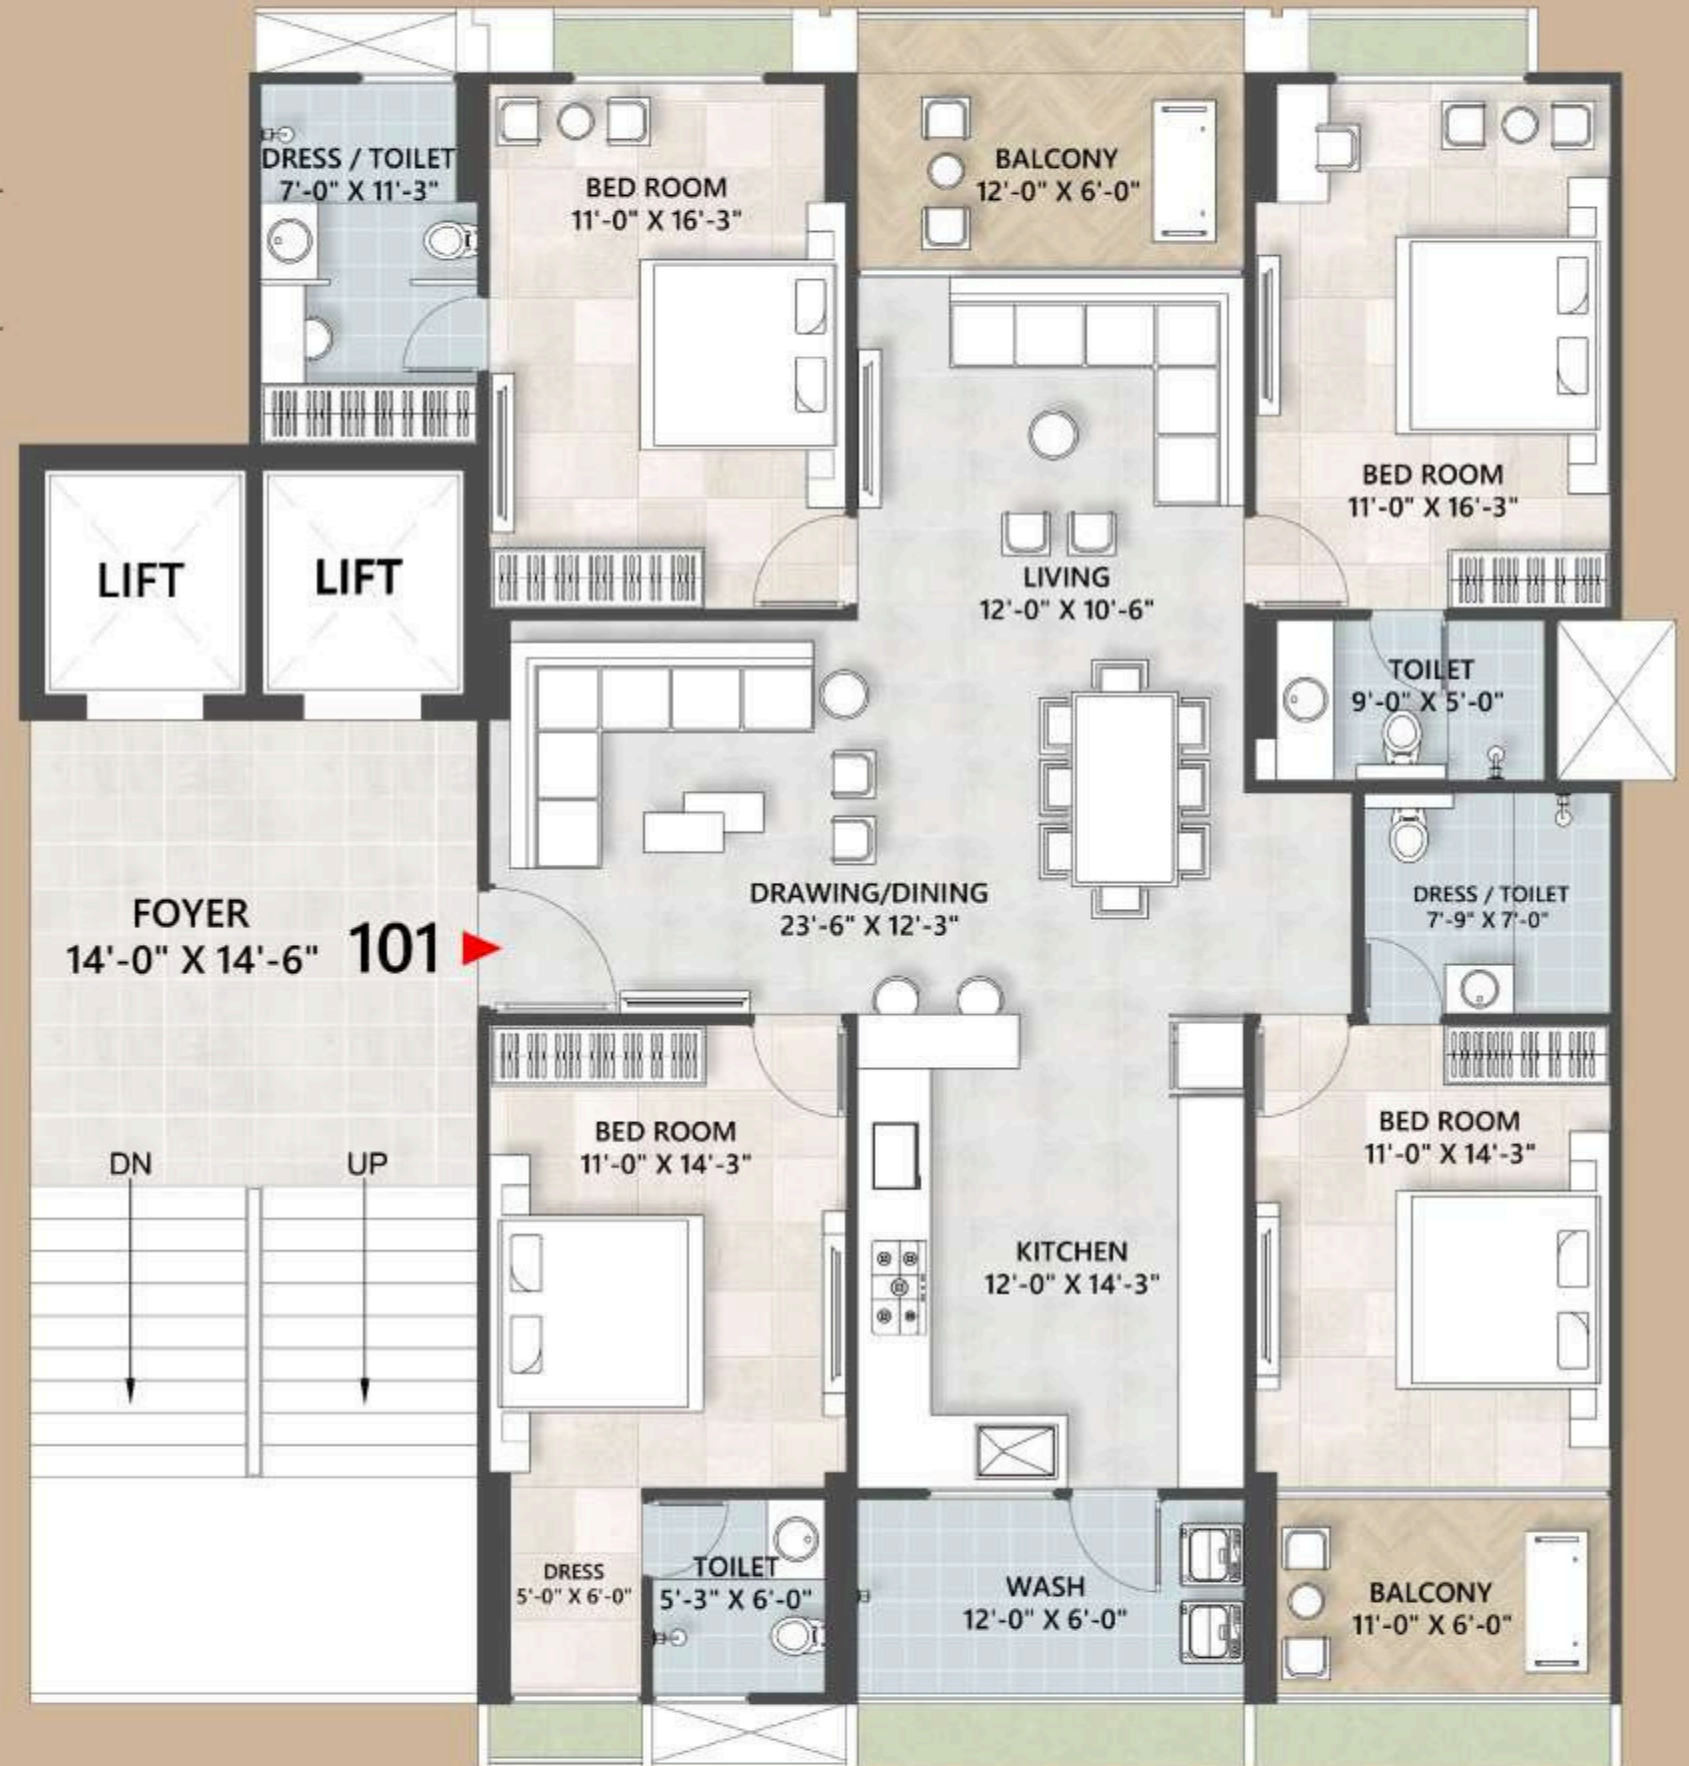 DRESS / TOILET
7'-0" X 11'-3"
BED ROOM
11'-0" X 16'-3"
BALCONY
12'-0" X 6'-0"
BED ROOM
11'-0" X 16'-3"
LIFT
LIFT
LIVING
12'-0" X 10'-6"
TOILET
9'-0" X 5'-0"
DRAWING/DINING
23'-6" X 12'-3"
DRESS / TOILET
7'-9" X 7'-0"
FOYER
14'-0" X 14'-6"
101
DN
UP
BED ROOM
11'-0" X 14'-3"
KITCHEN
12'-0" X 14'-3"
BED ROOM
11'-0" X 14'-3"
DRESS
5'-0" X 6'-0"
TOILET
5'-3" X 6'-0"
WASH
12'-0" X 6'-0"
BALCONY
11'-0" X 6'-0"